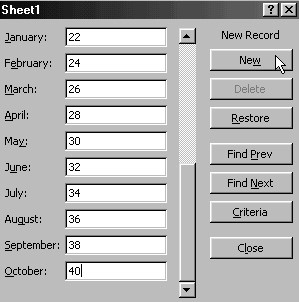 Sheet1
January: 22
February: 24
March: 26
April: 28
May: 30
June: 32
July: 34
August: 36
September: 38
October: 40
New Record
New
Delete
Restore
Find Prev
Find Next
Criteria
Close